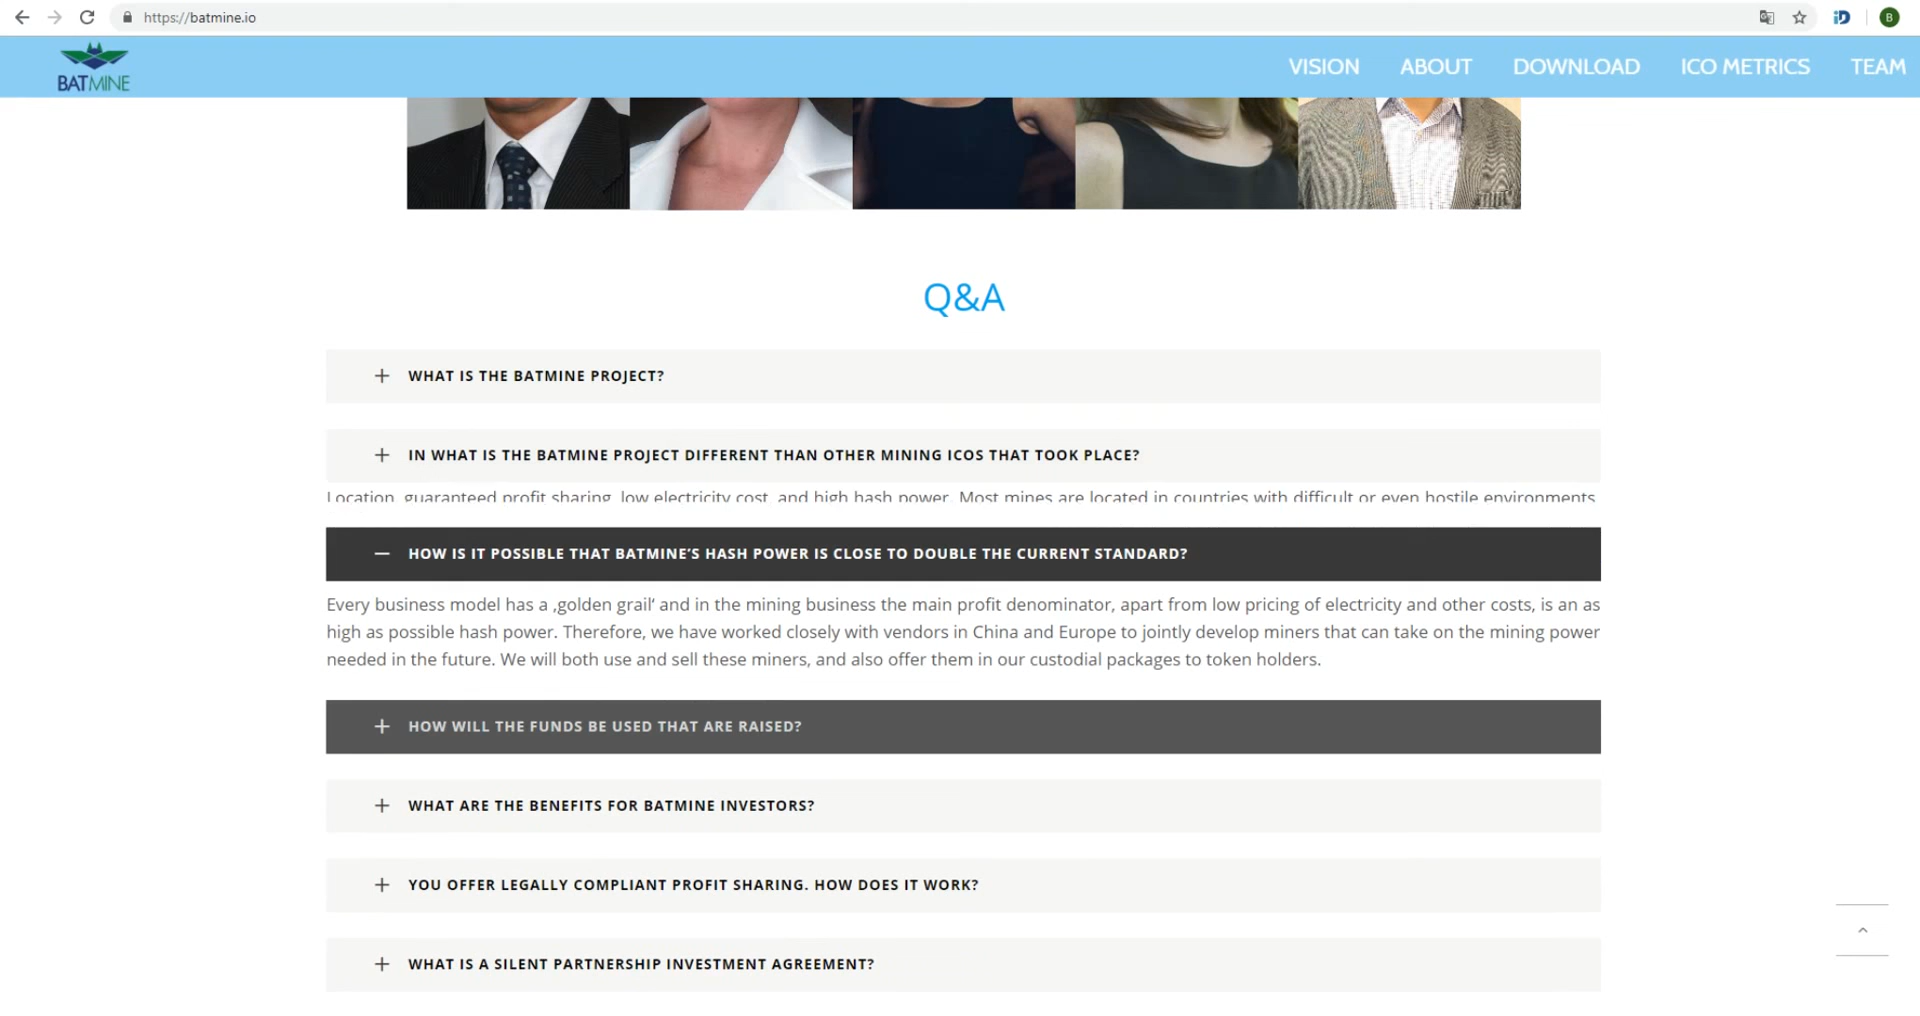 https://batmine.io
B
BATMINE
VISION ABOUT DOWNLOAD ICO METRICS TEAM
Q&A
WHAT IS THE BATMINE PROJECT?
IN WHAT IS THE BATMINE PROJECT DIFFERENT THAN OTHER MINING ICOS THAT TOOK PLACE?
Location, guaranteed profit sharing, low electricity cost, and high hash power. Most mines are located in countries with difficult or even hostile environments
HOW IS IT POSSIBLE THAT BATMINE’S HASH POWER IS CLOSE TO DOUBLE THE CURRENT STANDARD?
Every business model has a ‚golden grail‘ and in the mining business the main profit denominator, apart from low pricing of electricity and other costs, is an as
high as possible hash power. Therefore, we have worked closely with vendors in China and Europe to jointly develop miners that can take on the mining power
needed in the future. We will both use and sell these miners, and also offer them in our custodial packages to token holders.
HOW WILL THE FUNDS BE USED THAT ARE RAISED?
WHAT ARE THE BENEFITS FOR BATMINE INVESTORS?
YOU OFFER LEGALLY COMPLIANT PROFIT SHARING. HOW DOES IT WORK?
WHAT IS A SILENT PARTNERSHIP INVESTMENT AGREEMENT?